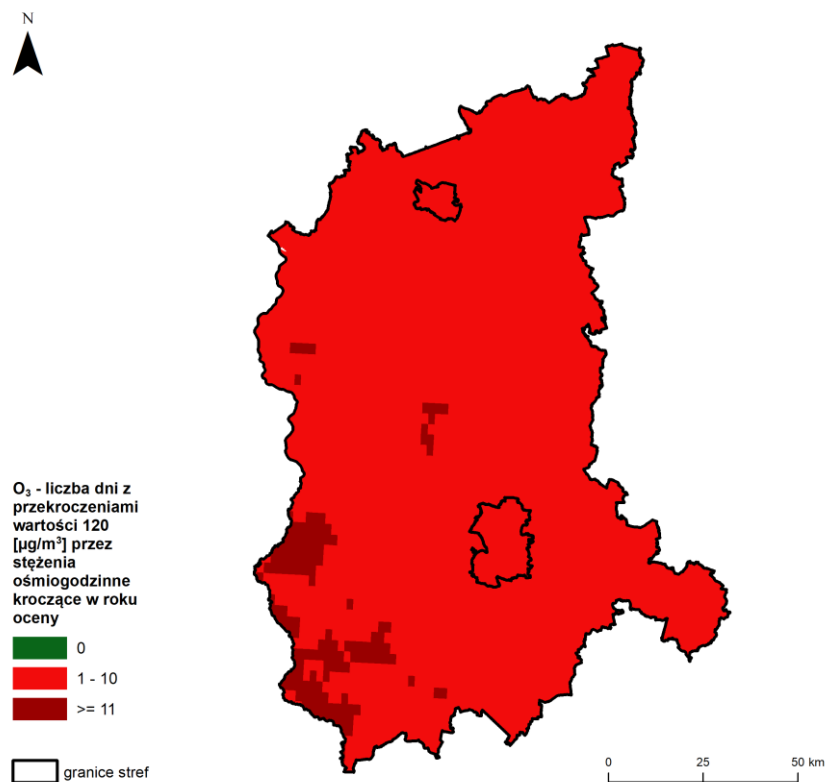 N
O₃ - liczba dni z
przekroczeniami
wartości 120
[µg/m³] przez
stężenia
ośmiogodzinne
kroczące w roku
oceny
0
1 - 10
>= 11
granice stref
0 25 50 km